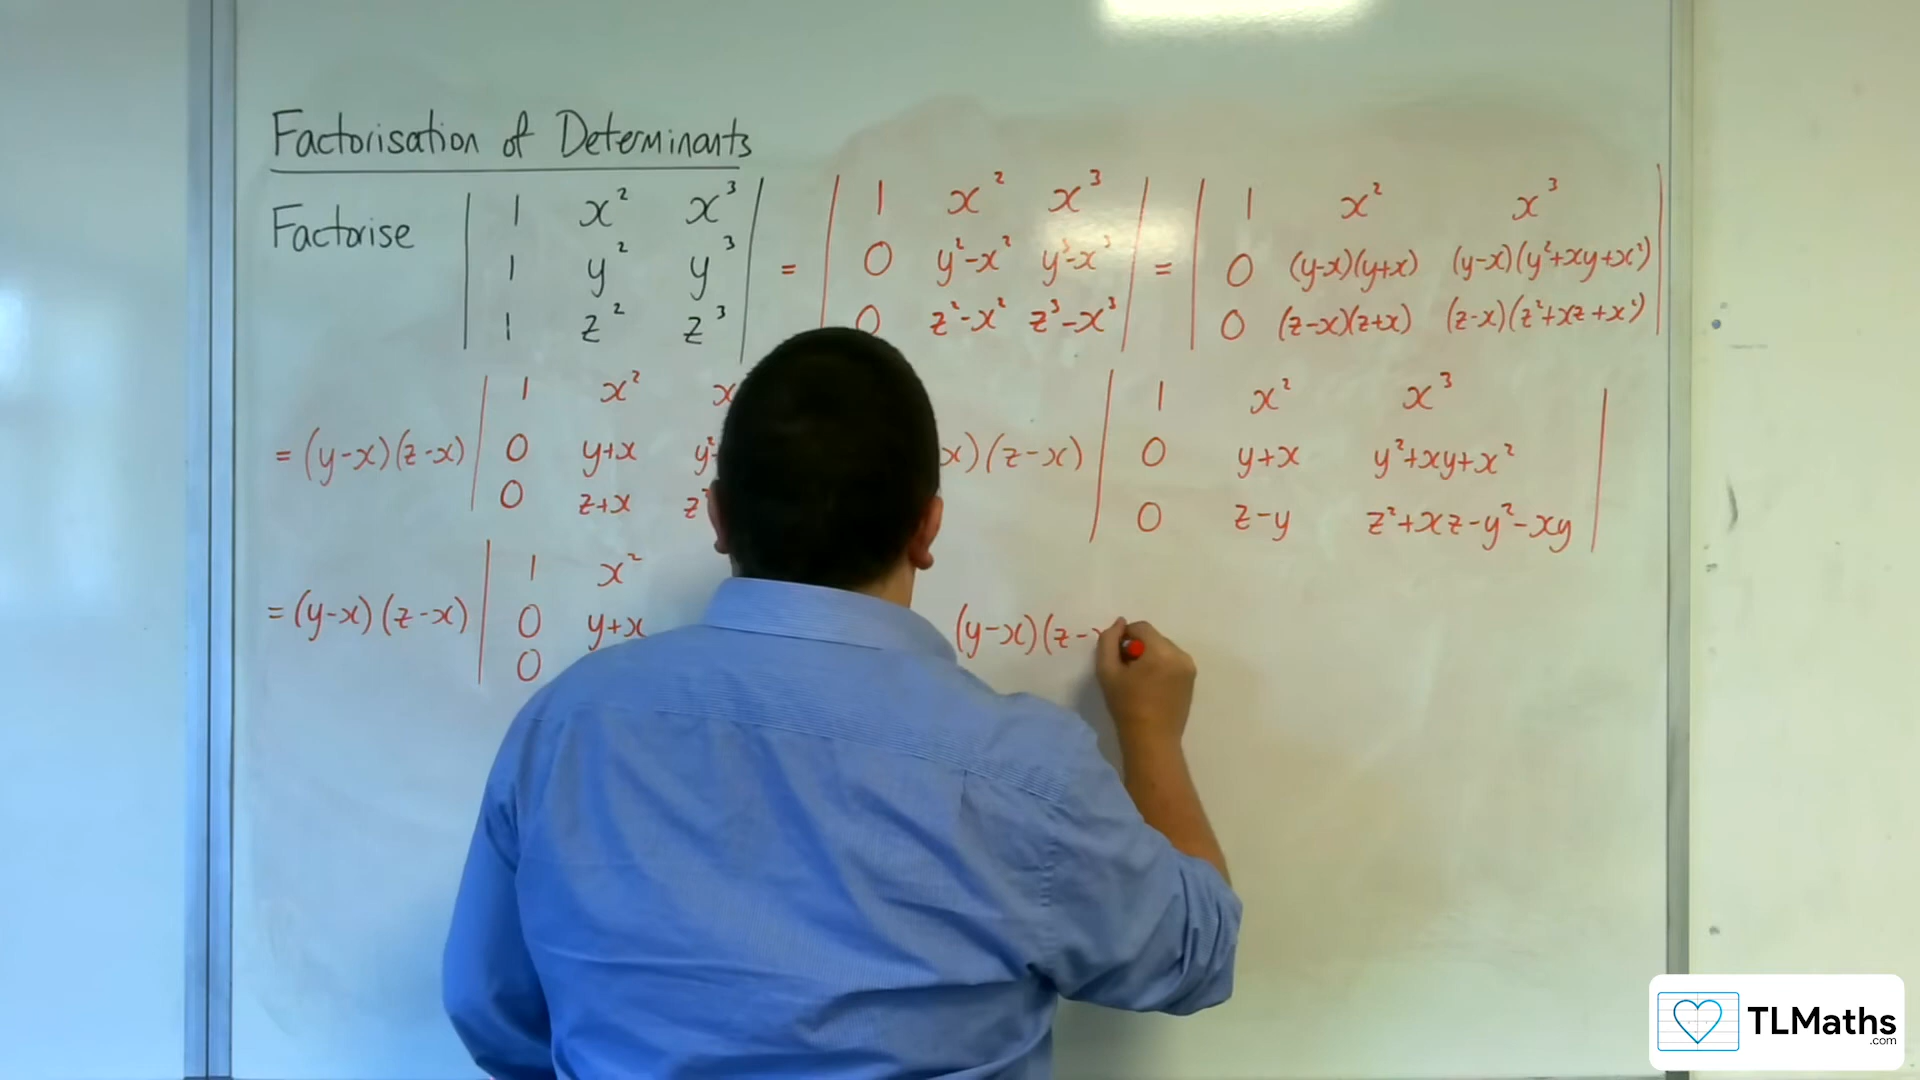 Factorisation of Determinants
Factorise | 1 x² x³ | = | 1 x² x³ | = | 1 x² x³ |
| 1 y² y³ | | 0 y²-x² y³-x³ | | 0 (y-x)(y+x) (y-x)(y²+xy+x²) |
| 1 z² z³ | | 0 z²-x² z³-x³ | | 0 (z-x)(z+x) (z-x)(z²+xz+x²) |
| 1 x² | 1 x² x³ |
= (y-x)(z-x) | 0 y+x x)(z-x) | 0 y+x y²+xy+x² |
| 0 z+x | 0 z-y z²+xz-y²-xy |
| 1 x²
= (y-x)(z-x) | 0 y+x (y-x)(z-
| 0
TLMaths
.com